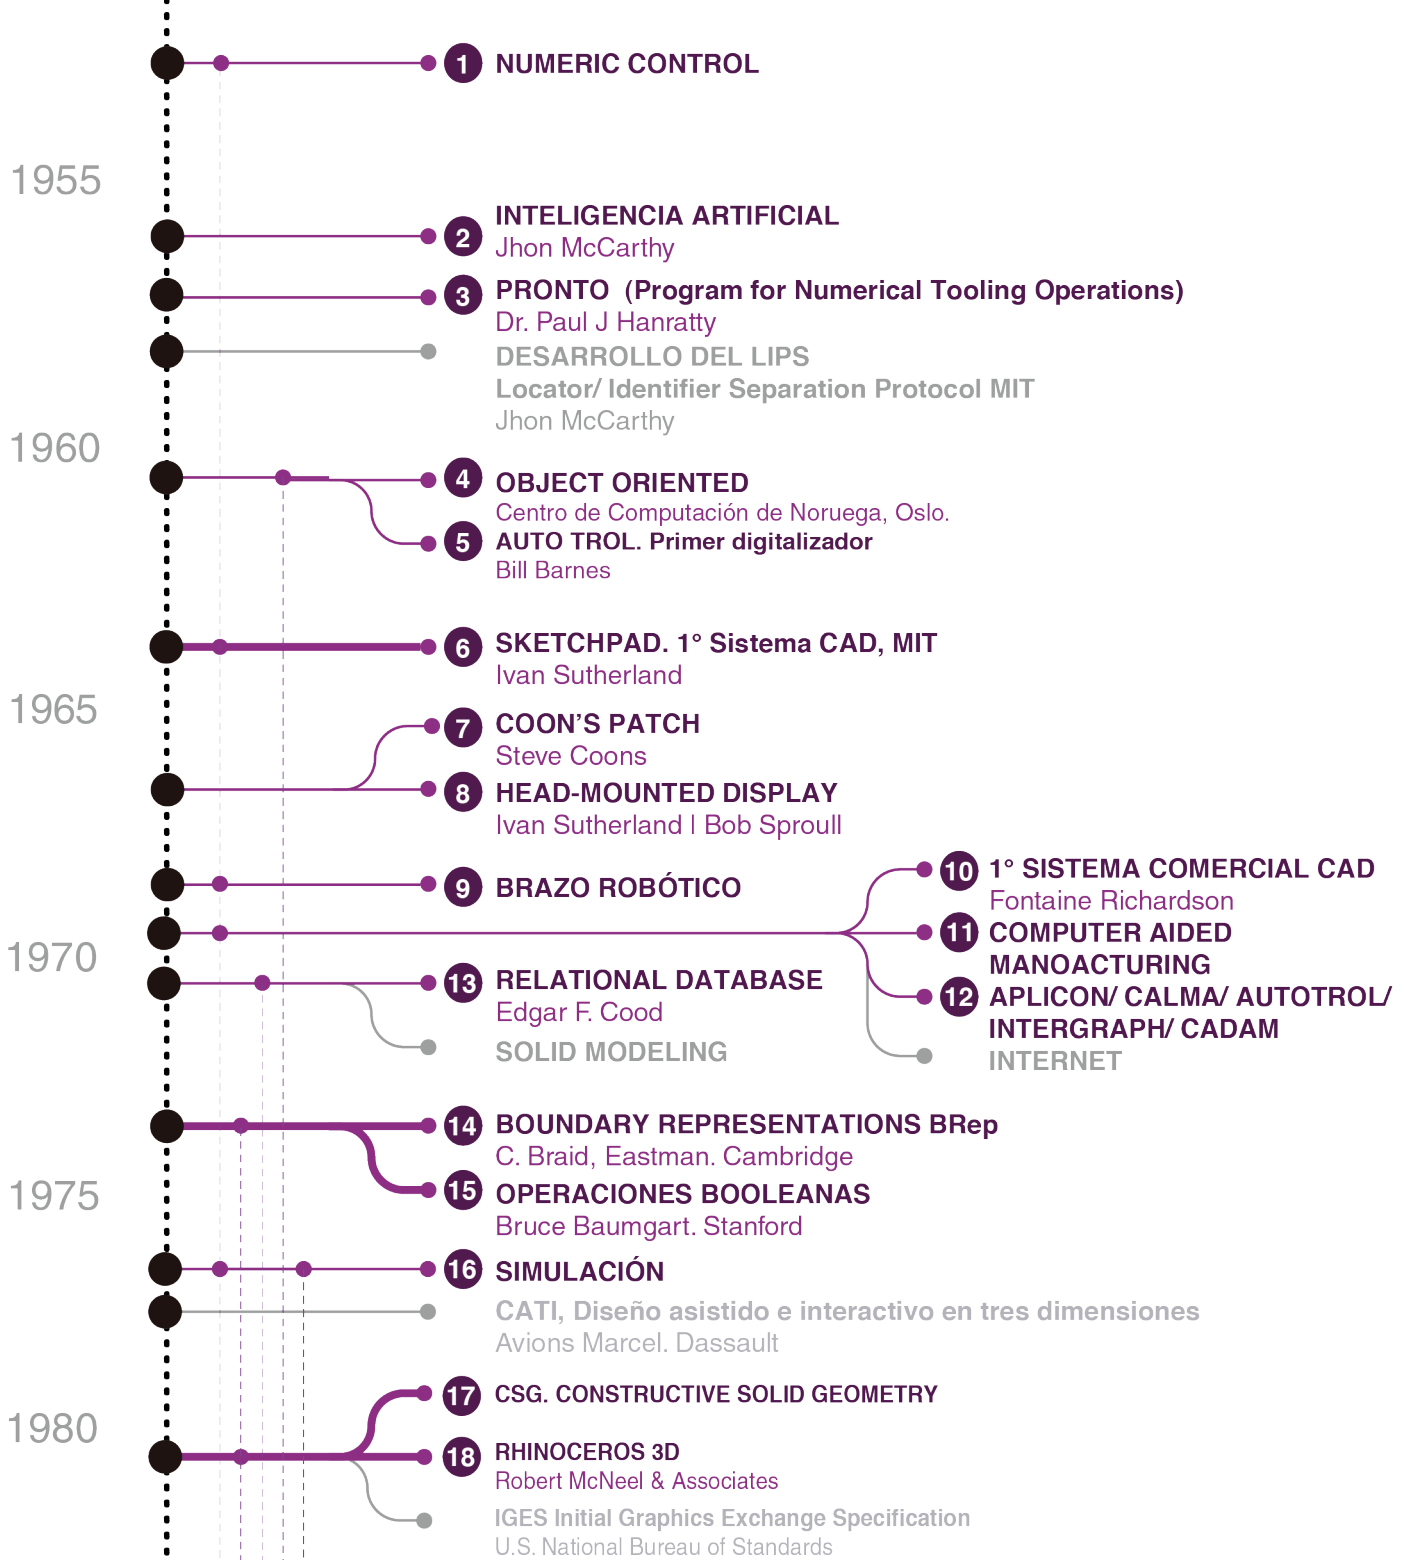 1 NUMERIC CONTROL
1955
2 INTELIGENCIA ARTIFICIAL
Jhon McCarthy
3 PRONTO (Program for Numerical Tooling Operations)
Dr. Paul J Hanratty
DESARROLLO DEL LIPS
Locator/ Identifier Separation Protocol MIT
Jhon McCarthy
1960
4 OBJECT ORIENTED
Centro de Computación de Noruega, Oslo.
5 AUTO TROL. Primer digitalizador
Bill Barnes
6 SKETCHPAD. 1° Sistema CAD, MIT
Ivan Sutherland
1965
7 COON’S PATCH
Steve Coons
8 HEAD-MOUNTED DISPLAY
Ivan Sutherland | Bob Sproull
9 BRAZO ROBÓTICO
10 1° SISTEMA COMERCIAL CAD
Fontaine Richardson
11 COMPUTER AIDED
MANOACTURING
12 APLICON/ CALMA/ AUTOTROL/
INTERGRAPH/ CADAM
INTERNET
1970
13 RELATIONAL DATABASE
Edgar F. Cood
SOLID MODELING
14 BOUNDARY REPRESENTATIONS BRep
C. Braid, Eastman. Cambridge
1975
15 OPERACIONES BOOLEANAS
Bruce Baumgart. Stanford
16 SIMULACIÓN
CATI, Diseño asistido e interactivo en tres dimensiones
Avions Marcel. Dassault
17 CSG. CONSTRUCTIVE SOLID GEOMETRY
1980
18 RHINOCEROS 3D
Robert McNeel & Associates
IGES Initial Graphics Exchange Specification
U.S. National Bureau of Standards